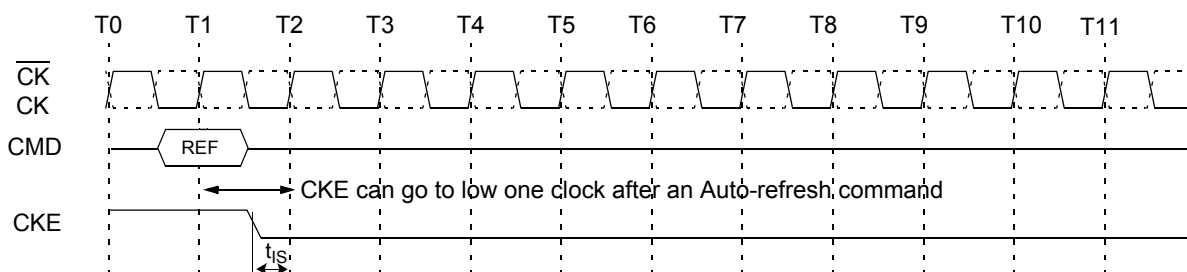 T0 T1 T2 T3 T4 T5 T6 T7 T8 T9 T10 T11
C̅K̅
CK
CMD REF
CKE can go to low one clock after an Auto-refresh command
CKE
tIS